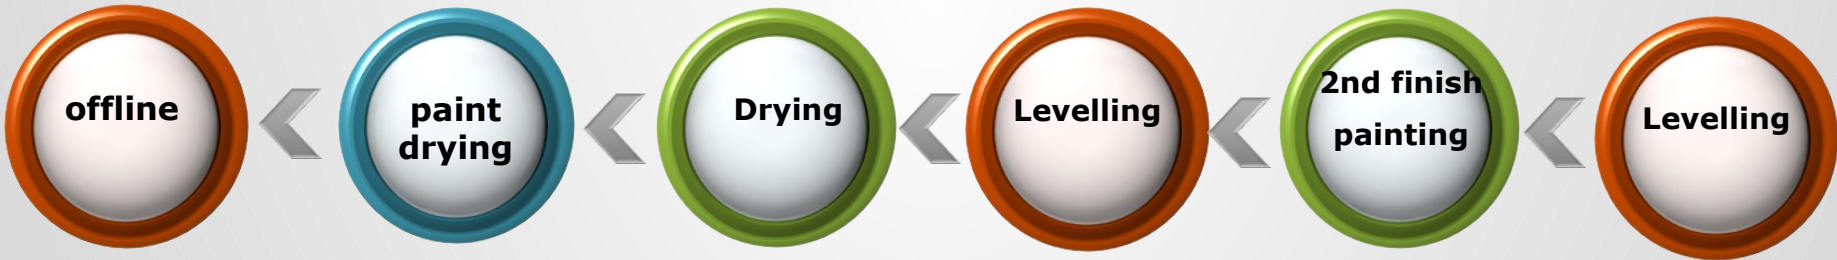 offline
paint
drying
Drying
Levelling
2nd finish
painting
Levelling